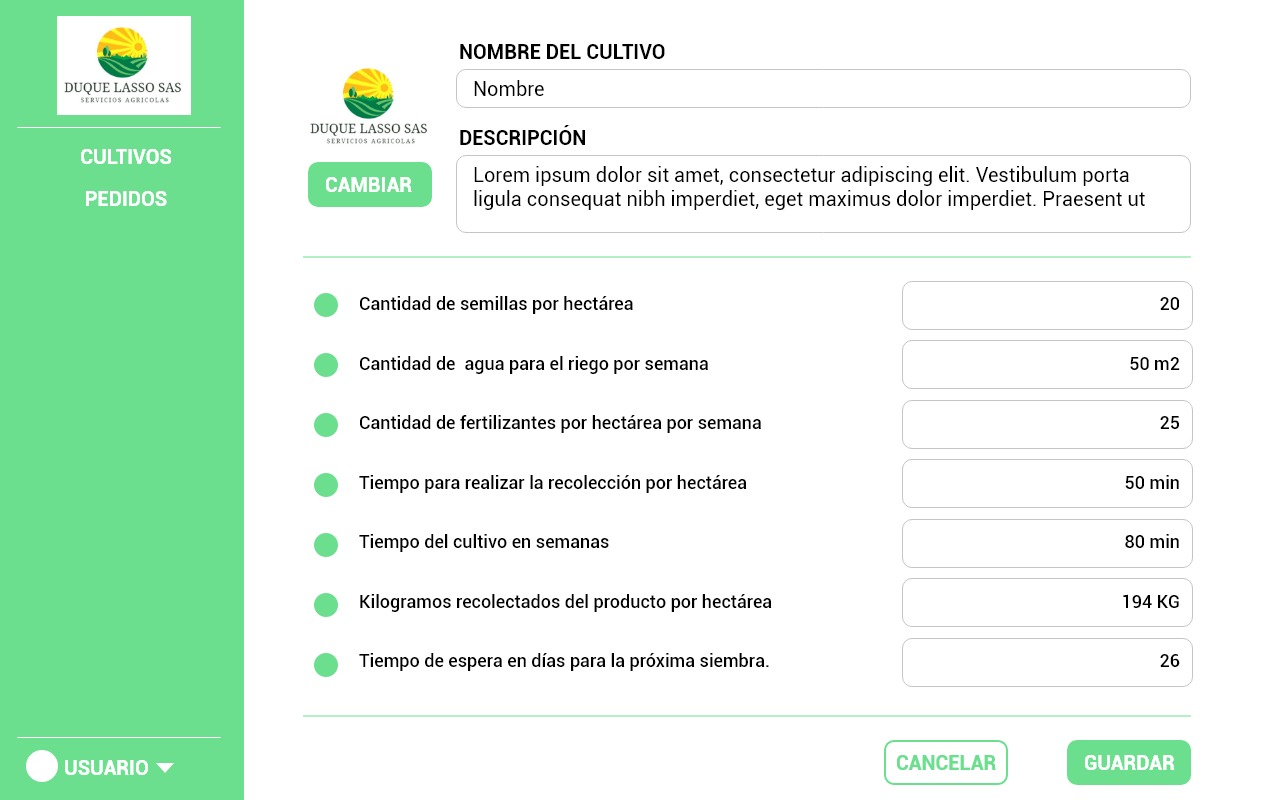 DUQUE LASSO SAS
SERVICIOS AGRICOLAS
CULTIVOS
PEDIDOS
USUARIO
DUQUE LASSO SAS
SERVICIOS AGRICOLAS
CAMBIAR
NOMBRE DEL CULTIVO
Nombre
DESCRIPCIÓN
Lorem ipsum dolor sit amet, consectetur adipiscing elit. Vestibulum porta
ligula consequat nibh imperdiet, eget maximus dolor imperdiet. Praesent ut
Cantidad de semillas por hectárea 20
Cantidad de  agua para el riego por semana 50 m2
Cantidad de fertilizantes por hectárea por semana 25
Tiempo para realizar la recolección por hectárea 50 min
Tiempo del cultivo en semanas 80 min
Kilogramos recolectados del producto por hectárea 194 KG
Tiempo de espera en días para la próxima siembra. 26
CANCELAR GUARDAR